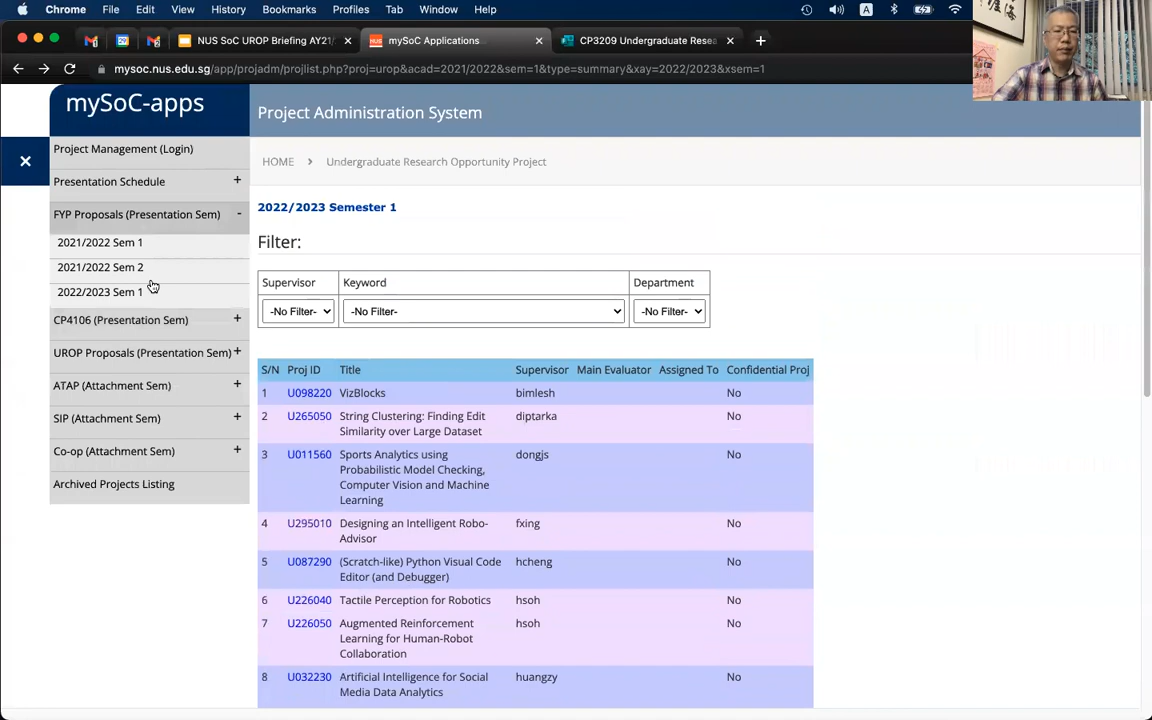 Chrome File Edit View History Bookmarks Profiles Tab Window Help
NUS SoC UROP Briefing AY21/ mySoC Applications CP3209 Undergraduate Resea
mysoc.nus.edu.sg/app/projadm/projlist.php?proj=urop&acad=2021/2022&sem=1&type=summary&xay=2022/2023&xsem=1
mySoC-apps
Project Administration System
Project Management (Login)
Presentation Schedule +
FYP Proposals (Presentation Sem) -
2021/2022 Sem 1
2021/2022 Sem 2
2022/2023 Sem 1
CP4106 (Presentation Sem) +
UROP Proposals (Presentation Sem) +
ATAP (Attachment Sem) +
SIP (Attachment Sem) +
Co-op (Attachment Sem) +
Archived Projects Listing
HOME > Undergraduate Research Opportunity Project
2022/2023 Semester 1
Filter:
Supervisor Keyword Department
-No Filter- -No Filter- -No Filter-
S/N Proj ID Title Supervisor Main Evaluator Assigned To Confidential Proj
1 U098220 VizBlocks bimlesh No
2 U265050 String Clustering: Finding Edit diptarka No
Similarity over Large Dataset
3 U011560 Sports Analytics using dongjs No
Probabilistic Model Checking,
Computer Vision and Machine
Learning
4 U295010 Designing an Intelligent Robo- fxing No
Advisor
5 U087290 (Scratch-like) Python Visual Code hcheng No
Editor (and Debugger)
6 U226040 Tactile Perception for Robotics hsoh No
7 U226050 Augmented Reinforcement hsoh No
Learning for Human-Robot
Collaboration
8 U032230 Artificial Intelligence for Social huangzy No
Media Data Analytics